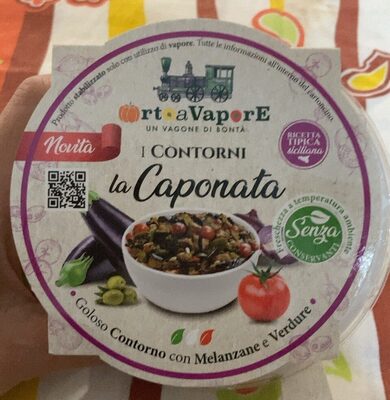 Prodotto stabilizzato solo con utilizzo di vapore. Tutte le informazioni all'interno del cartoncino.
OrtoaVaporE
UN VAGONE DI BONTÀ
Novità
I CONTORNI
la Caponata
RICETTA
TIPICA
siciliana
Freschezza a temperatura ambiente
Senza
CONSERVANTI
Goloso Contorno con Melanzane e Verdure